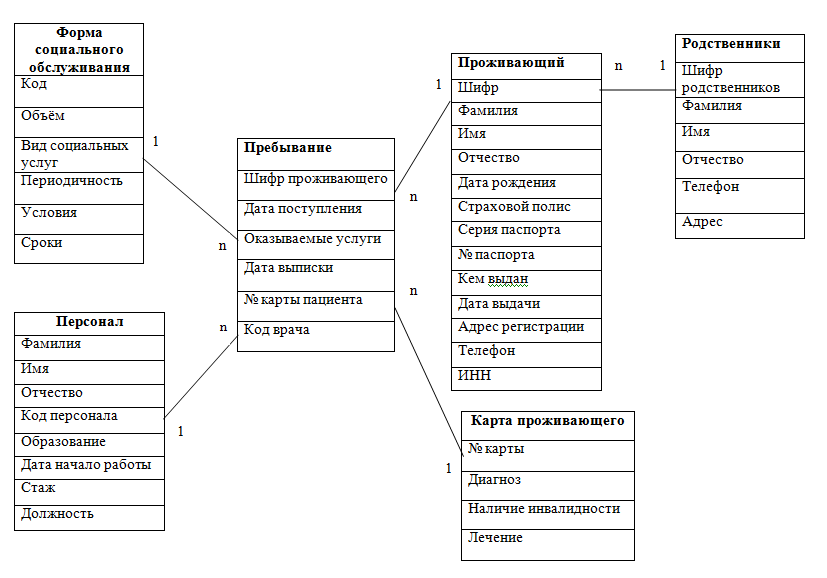 Форма
социального
обслуживания
Код
Объём
Вид социальных
услуг
Периодичность
Условия
Сроки
1
n
Персонал
Фамилия
Имя
Отчество
Код персонала
Образование
Дата начало работы
Стаж
Должность
1
n
Пребывание
Шифр проживающего
Дата поступления
Оказываемые услуги
Дата выписки
№ карты пациента
Код врача
n
1
n
1
Проживающий
Шифр
Фамилия
Имя
Отчество
Дата рождения
Страховой полис
Серия паспорта
№ паспорта
Кем выдан
Дата выдачи
Адрес регистрации
Телефон
ИНН
n
1
Родственники
Шифр
родственников
Фамилия
Имя
Отчество
Телефон
Адрес
Карта проживающего
№ карты
Диагноз
Наличие инвалидности
Лечение